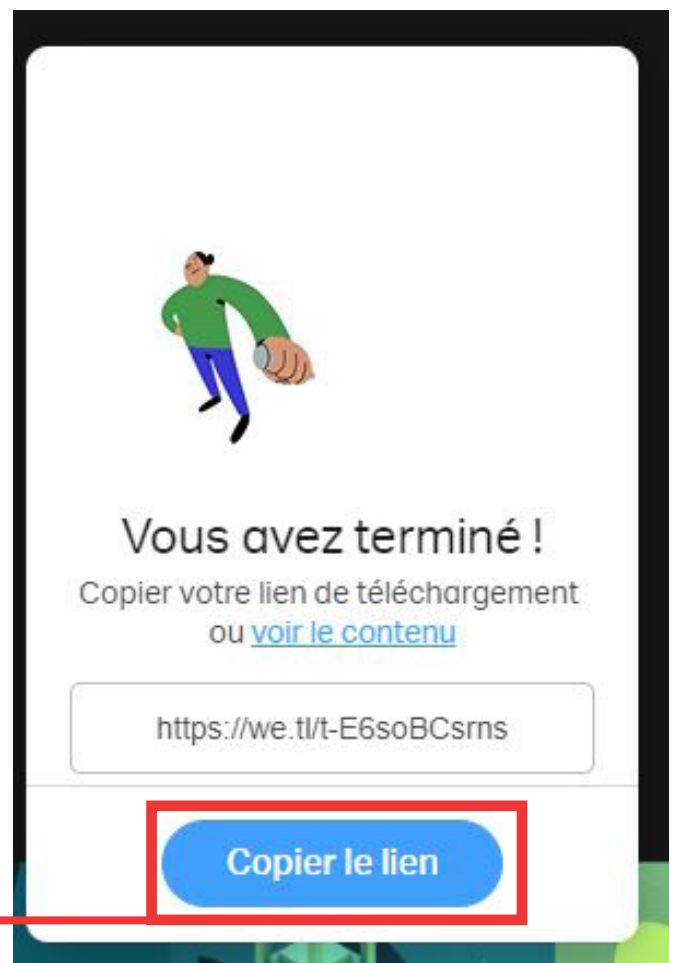 Vous avez terminé !
Copier votre lien de téléchargement
ou voir le contenu
https://we.tl/t-E6soBCsrns
Copier le lien